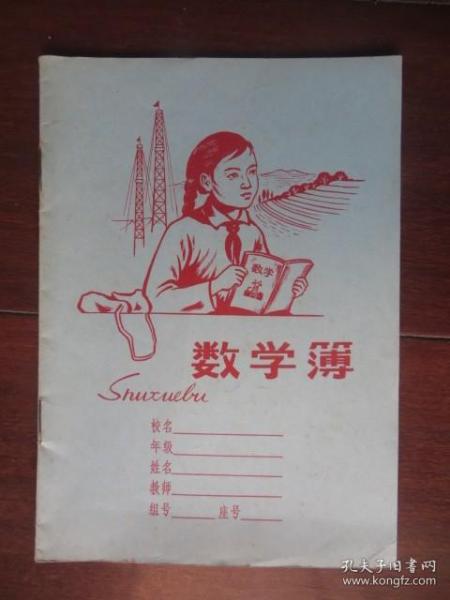 数学
数学簿
Shuxuebu
校名
年级
姓名
教师
组号 座号
孔夫子旧书网
www.kongfz.com